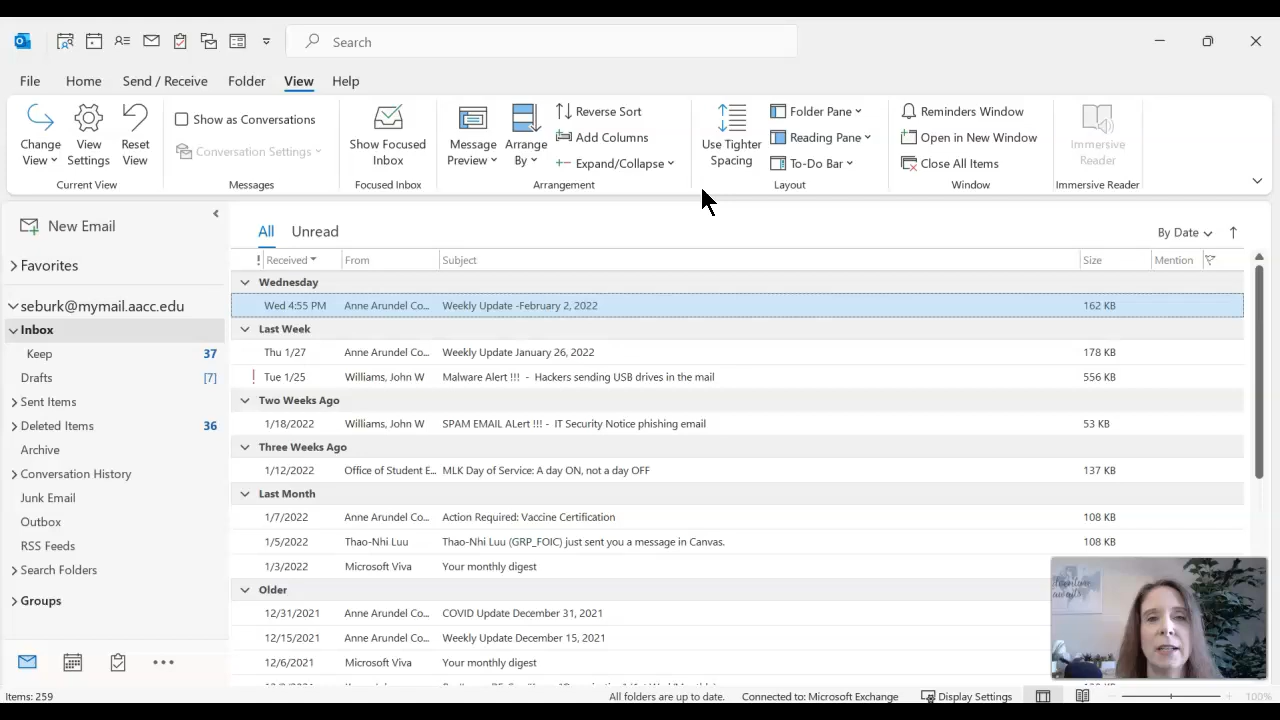 Search
File Home Send / Receive Folder View Help
Change View
View Settings
Reset View
Current View
Show as Conversations
Conversation Settings
Messages
Show Focused Inbox
Focused Inbox
Message Preview
Arrange By
Reverse Sort
Add Columns
Expand/Collapse
Arrangement
Use Tighter Spacing
Folder Pane
Reading Pane
To-Do Bar
Layout
Reminders Window
Open in New Window
Close All Items
Window
Immersive Reader
Immersive Reader
New Email
Favorites
seburk@mymail.aacc.edu
Inbox
Keep 37
Drafts [7]
Sent Items
Deleted Items 36
Archive
Conversation History
Junk Email
Outbox
RSS Feeds
Search Folders
Groups
All Unread By Date
! Received From Subject Size Mention
Wednesday
Wed 4:55 PM Anne Arundel Co... Weekly Update -February 2, 2022 162 KB
Last Week
Thu 1/27 Anne Arundel Co... Weekly Update January 26, 2022 178 KB
! Tue 1/25 Williams, John W Malware Alert !!! - Hackers sending USB drives in the mail 556 KB
Two Weeks Ago
1/18/2022 Williams, John W SPAM EMAIL ALert !!! - IT Security Notice phishing email 53 KB
Three Weeks Ago
1/12/2022 Office of Student E... MLK Day of Service: A day ON, not a day OFF 137 KB
Last Month
1/7/2022 Anne Arundel Co... Action Required: Vaccine Certification 108 KB
1/5/2022 Thao-Nhi Luu Thao-Nhi Luu (GRP_FOIC) just sent you a message in Canvas. 108 KB
1/3/2022 Microsoft Viva Your monthly digest
Older
12/31/2021 Anne Arundel Co... COVID Update December 31, 2021
12/15/2021 Anne Arundel Co... Weekly Update December 15, 2021
12/6/2021 Microsoft Viva Your monthly digest
Items: 259 All folders are up to date. Connected to: Microsoft Exchange Display Settings 100%